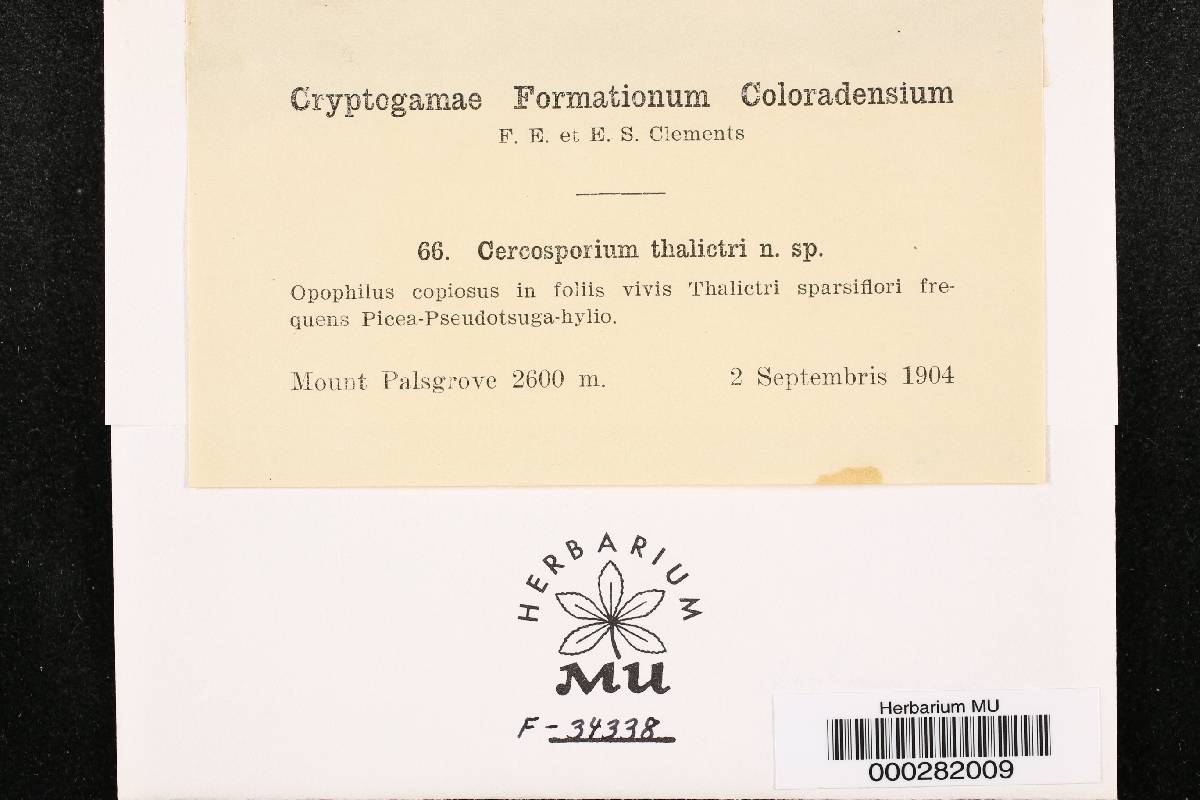 Cryptogamae Formationum Coloradensium
F. E. et E. S. Clements
66. Cercosporium thalictri n. sp.
Opophilus copiosus in foliis vivis Thalictri sparsiflori fre-
quens Picea-Pseudotsuga-hylio.
Mount Palsgrove 2600 m. 2 Septembris 1904
HERBARIUM
MU
F-34338
Herbarium MU
000282009